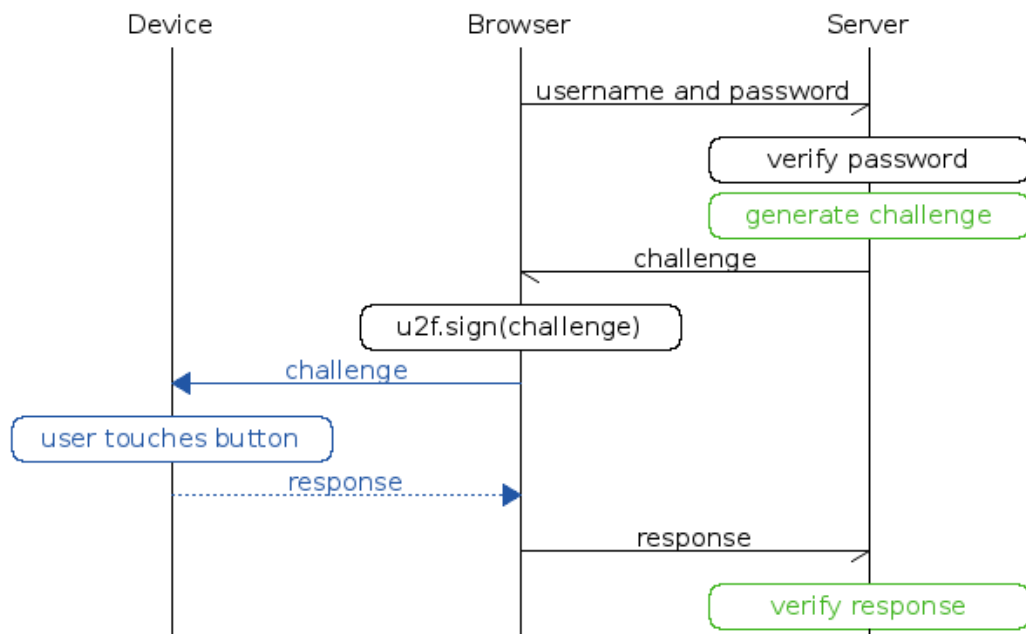 Device
Browser
Server
username and password
verify password
generate challenge
challenge
u2f.sign(challenge)
challenge
user touches button
response
response
verify response